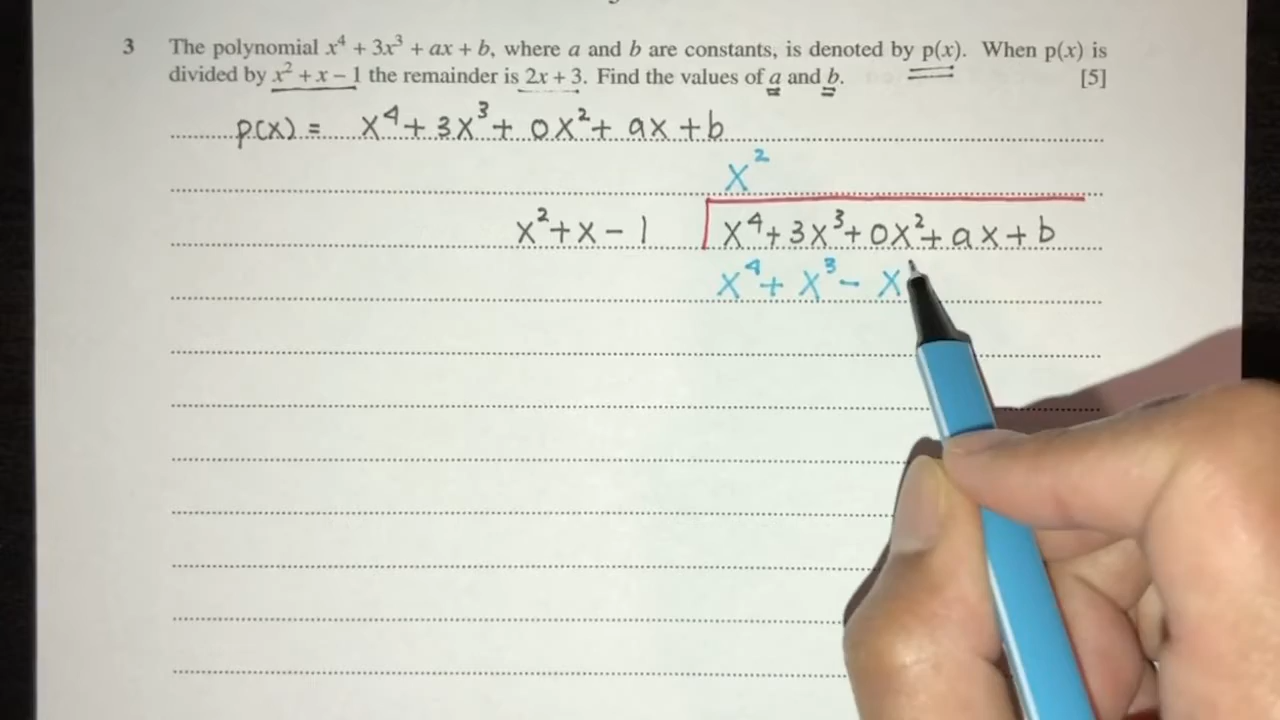 3 The polynomial x⁴ + 3x³ + ax + b, where a and b are constants, is denoted by p(x). When p(x) is
divided by x² + x − 1 the remainder is 2x + 3. Find the values of a and b. [5]
p(x) = x⁴ + 3x³ + 0x² + ax + b
x²
x² + x − 1 x⁴ + 3x³ + 0x² + ax + b
x⁴ + x³ − x